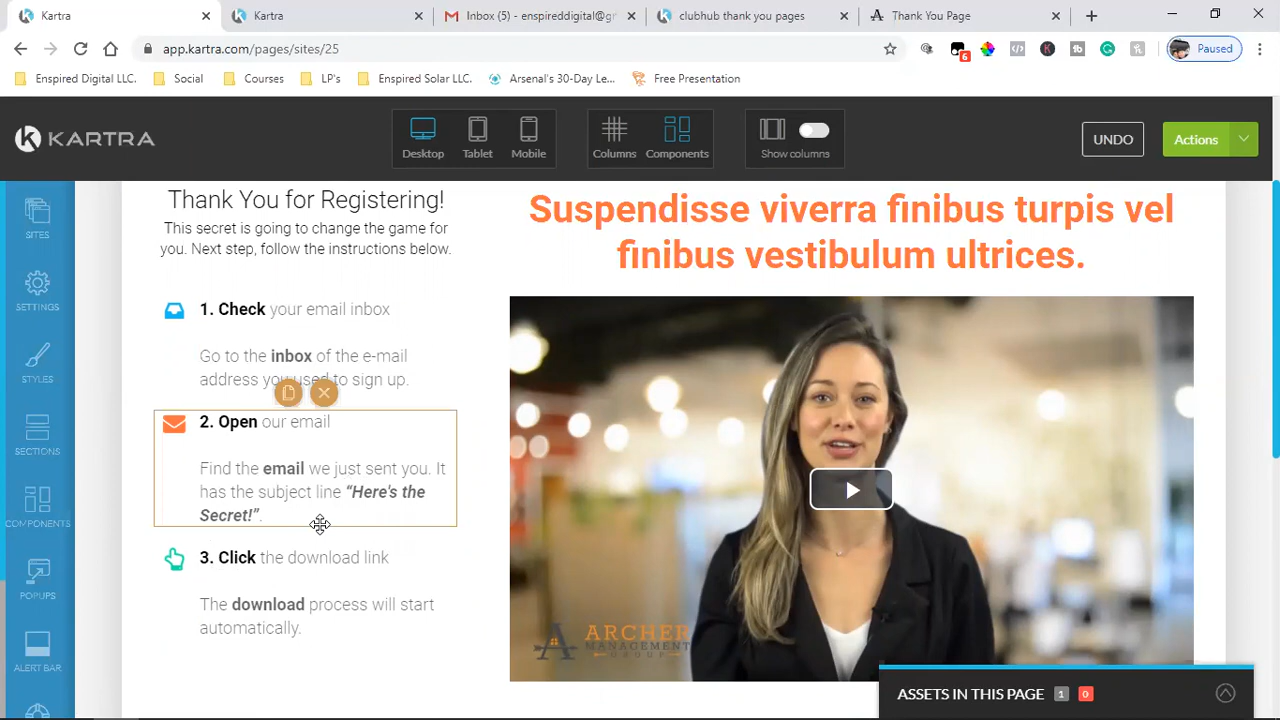 Kartra
Kartra
Inbox (5) - enspireddigital@gr
clubhub thank you pages
Thank You Page
app.kartra.com/pages/sites/25
6
Paused
Enspired Digital LLC.
Social
Courses
LP's
Enspired Solar LLC.
Arsenal's 30-Day Le...
Free Presentation
KARTRA
Desktop
Tablet
Mobile
Columns
Components
Show columns
UNDO
Actions
SITES
SETTINGS
STYLES
SECTIONS
COMPONENTS
POPUPS
ALERT BAR
Thank You for Registering!
This secret is going to change the game for
you. Next step, follow the instructions below.
1. Check your email inbox
Go to the inbox of the e-mail
address you used to sign up.
2. Open our email
Find the email we just sent you. It
has the subject line “Here's the
Secret!”.
3. Click the download link
The download process will start
automatically.
Suspendisse viverra finibus turpis vel
finibus vestibulum ultrices.
ARCHER
MANAGEMENT
GROUP
ASSETS IN THIS PAGE 1 0